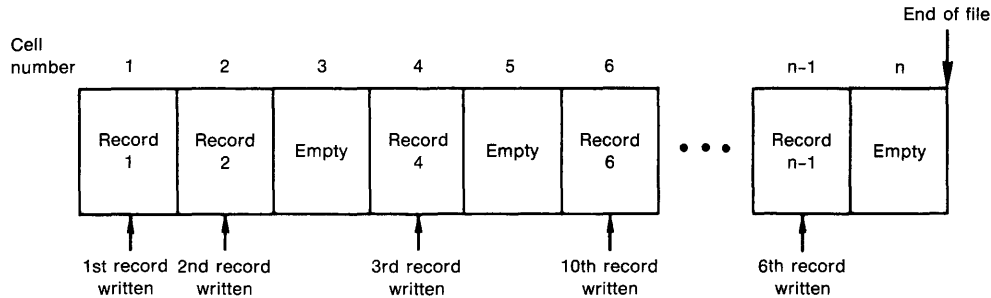 End of file
Cell
number 1 2 3 4 5 6 n-1 n
Record
1
Record
2
Empty
Record
4
Empty
Record
6
• • •
Record
n-1
Empty
1st record
written
2nd record
written
3rd record
written
10th record
written
6th record
written